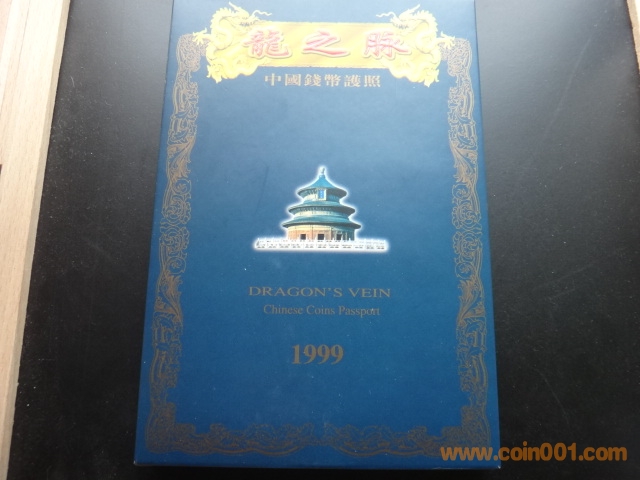 龍之脉
中國錢幣護照
DRAGON'S VEIN
Chinese Coins Passport
1999
www.coin001.com